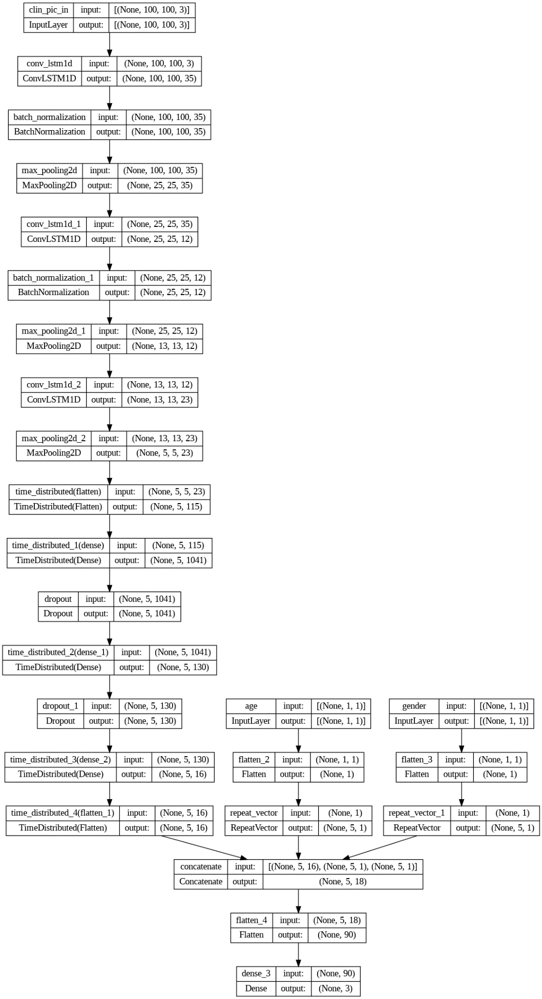 clin_pic_in input: [(None, 100, 100, 3)]
InputLayer output: [(None, 100, 100, 3)]
conv_lstm1d input: (None, 100, 100, 3)
ConvLSTM1D output: (None, 100, 100, 35)
batch_normalization input: (None, 100, 100, 35)
BatchNormalization output: (None, 100, 100, 35)
max_pooling2d input: (None, 100, 100, 35)
MaxPooling2D output: (None, 25, 25, 35)
conv_lstm1d_1 input: (None, 25, 25, 35)
ConvLSTM1D output: (None, 25, 25, 12)
batch_normalization_1 input: (None, 25, 25, 12)
BatchNormalization output: (None, 25, 25, 12)
max_pooling2d_1 input: (None, 25, 25, 12)
MaxPooling2D output: (None, 13, 13, 12)
conv_lstm1d_2 input: (None, 13, 13, 12)
ConvLSTM1D output: (None, 13, 13, 23)
max_pooling2d_2 input: (None, 13, 13, 23)
MaxPooling2D output: (None, 5, 5, 23)
time_distributed(flatten) input: (None, 5, 5, 23)
TimeDistributed(Flatten) output: (None, 5, 115)
time_distributed_1(dense) input: (None, 5, 115)
TimeDistributed(Dense) output: (None, 5, 1041)
dropout input: (None, 5, 1041)
Dropout output: (None, 5, 1041)
time_distributed_2(dense_1) input: (None, 5, 1041)
TimeDistributed(Dense) output: (None, 5, 130)
dropout_1 input: (None, 5, 130)
Dropout output: (None, 5, 130)
age input: [(None, 1, 1)]
InputLayer output: [(None, 1, 1)]
gender input: [(None, 1, 1)]
InputLayer output: [(None, 1, 1)]
time_distributed_3(dense_2) input: (None, 5, 130)
TimeDistributed(Dense) output: (None, 5, 16)
flatten_2 input: (None, 1, 1)
Flatten output: (None, 1)
flatten_3 input: (None, 1, 1)
Flatten output: (None, 1)
time_distributed_4(flatten_1) input: (None, 5, 16)
TimeDistributed(Flatten) output: (None, 5, 16)
repeat_vector input: (None, 1)
RepeatVector output: (None, 5, 1)
repeat_vector_1 input: (None, 1)
RepeatVector output: (None, 5, 1)
concatenate input: [(None, 5, 16), (None, 5, 1), (None, 5, 1)]
Concatenate output: (None, 5, 18)
flatten_4 input: (None, 5, 18)
Flatten output: (None, 90)
dense_3 input: (None, 90)
Dense output: (None, 3)